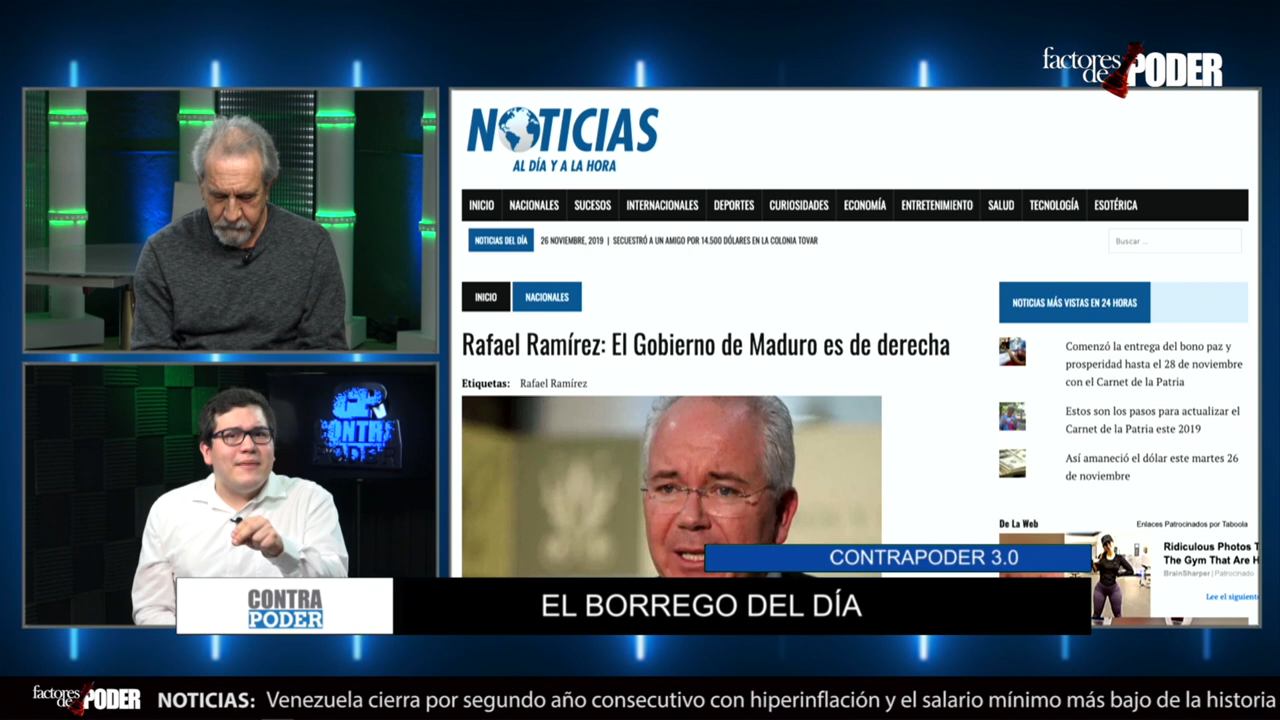 factores
de PODER
NOTICIAS
AL DÍA Y A LA HORA
INICIO NACIONALES SUCESOS INTERNACIONALES DEPORTES CURIOSIDADES ECONOMÍA ENTRETENIMIENTO SALUD TECNOLOGÍA ESOTÉRICA
NOTICIAS DEL DÍA 26 NOVIEMBRE, 2019 | SECUESTRÓ A UN AMIGO POR 14.500 DÓLARES EN LA COLONIA TOVAR
Buscar ...
INICIO NACIONALES
NOTICIAS MÁS VISTAS EN 24 HORAS
Rafael Ramírez: El Gobierno de Maduro es de derecha
Etiquetas: Rafael Ramírez
Comenzó la entrega del bono paz y
prosperidad hasta el 28 de noviembre
con el Carnet de la Patria
Estos son los pasos para actualizar el
Carnet de la Patria este 2019
Así amaneció el dólar este martes 26
de noviembre
De La Web Enlaces Patrocinados por Taboola
Ridiculous Photos T
The Gym That Are H
BrainSharper | Patrocinado
Lee el siguiente
CONTRAPODER 3.0
CONTRA
PODER
EL BORREGO DEL DÍA
factores
de PODER
NOTICIAS: Venezuela cierra por segundo año consecutivo con hiperinflación y el salario mínimo más bajo de la historia